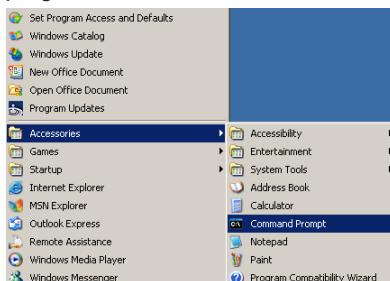 Set Program Access and Defaults
Windows Catalog
Windows Update
New Office Document
Open Office Document
Program Updates
Accessories
Games
Startup
Internet Explorer
MSN Explorer
Outlook Express
Remote Assistance
Windows Media Player
Windows Messenger
Accessibility
Entertainment
System Tools
Address Book
Calculator
Command Prompt
Notepad
Paint
Program Compatibility Wizard